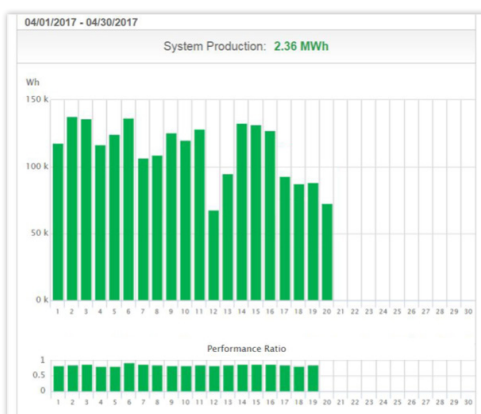 04/01/2017 - 04/30/2017
System Production: 2.36 MWh
Wh
150 k
100 k
50 k
0 k
1 2 3 4 5 6 7 8 9 10 11 12 13 14 15 16 17 18 19 20 21 22 23 24 25 26 27 28 29 30
Performance Ratio
1
0.5
0
1 2 3 4 5 6 7 8 9 10 11 12 13 14 15 16 17 18 19 20 21 22 23 24 25 26 27 28 29 30